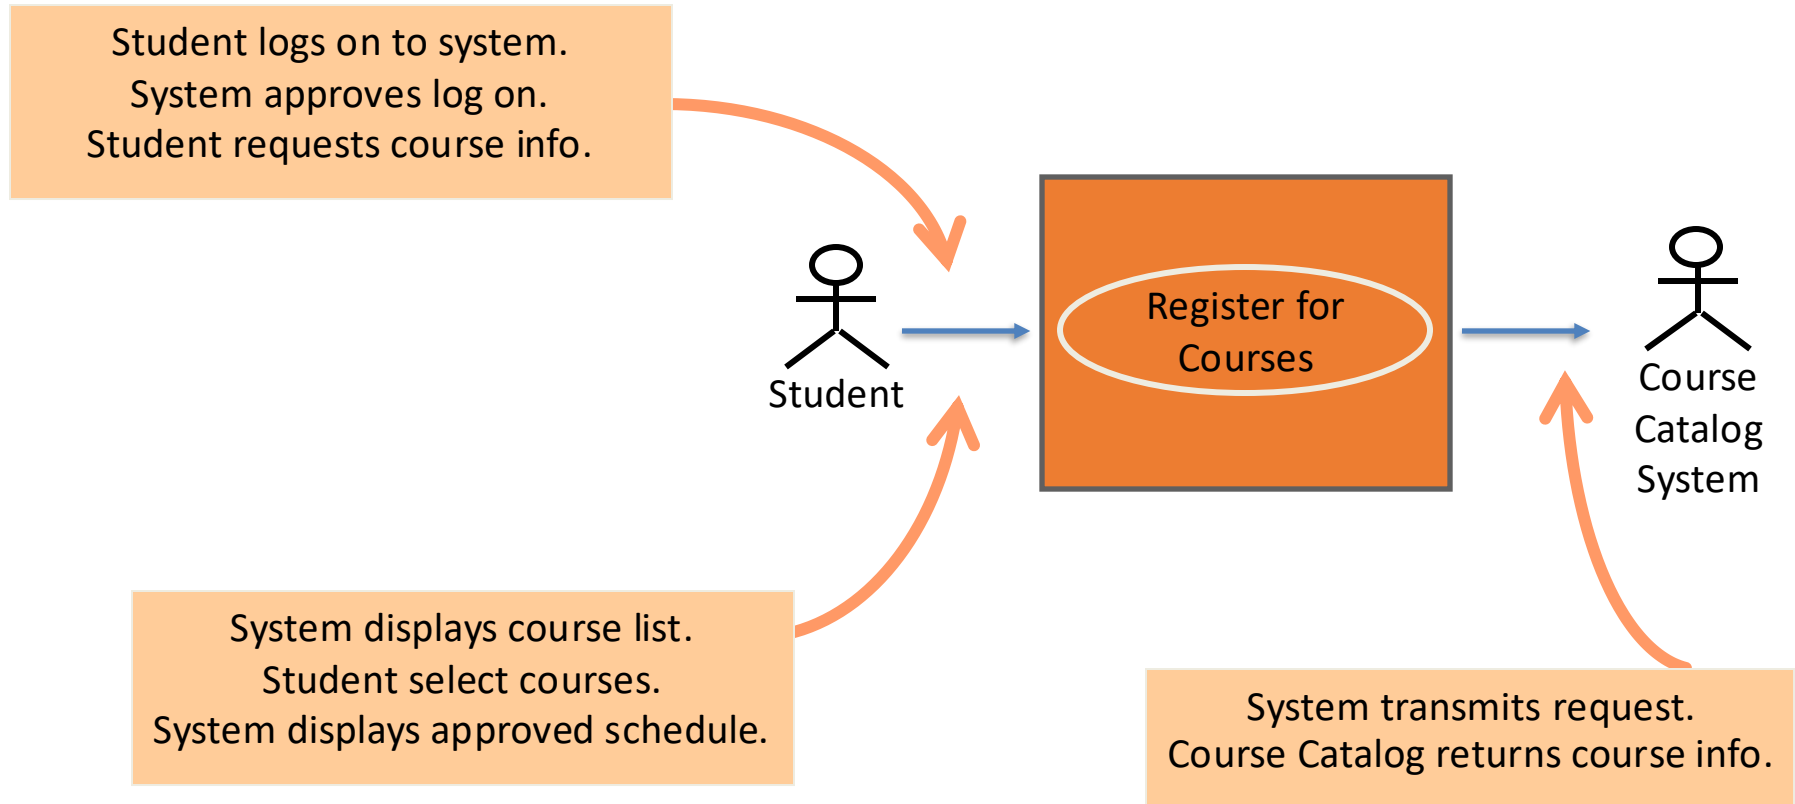 Student logs on to system.
System approves log on.
Student requests course info.
Register for
Courses
Student
Course
Catalog
System
System displays course list.
Student select courses.
System displays approved schedule.
System transmits request.
Course Catalog returns course info.